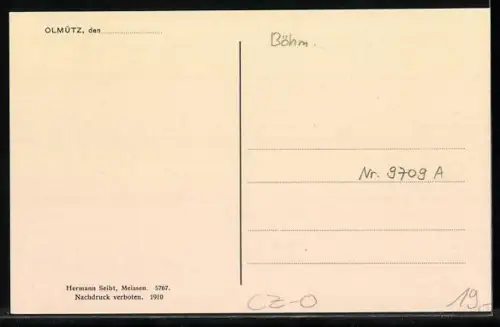 OLMÜTZ, den
Böhm.
Nr. 9709 A
Hermann Seibt, Meissen. 5767.
Nachdruck verboten. 1910
CZ-O
19,-